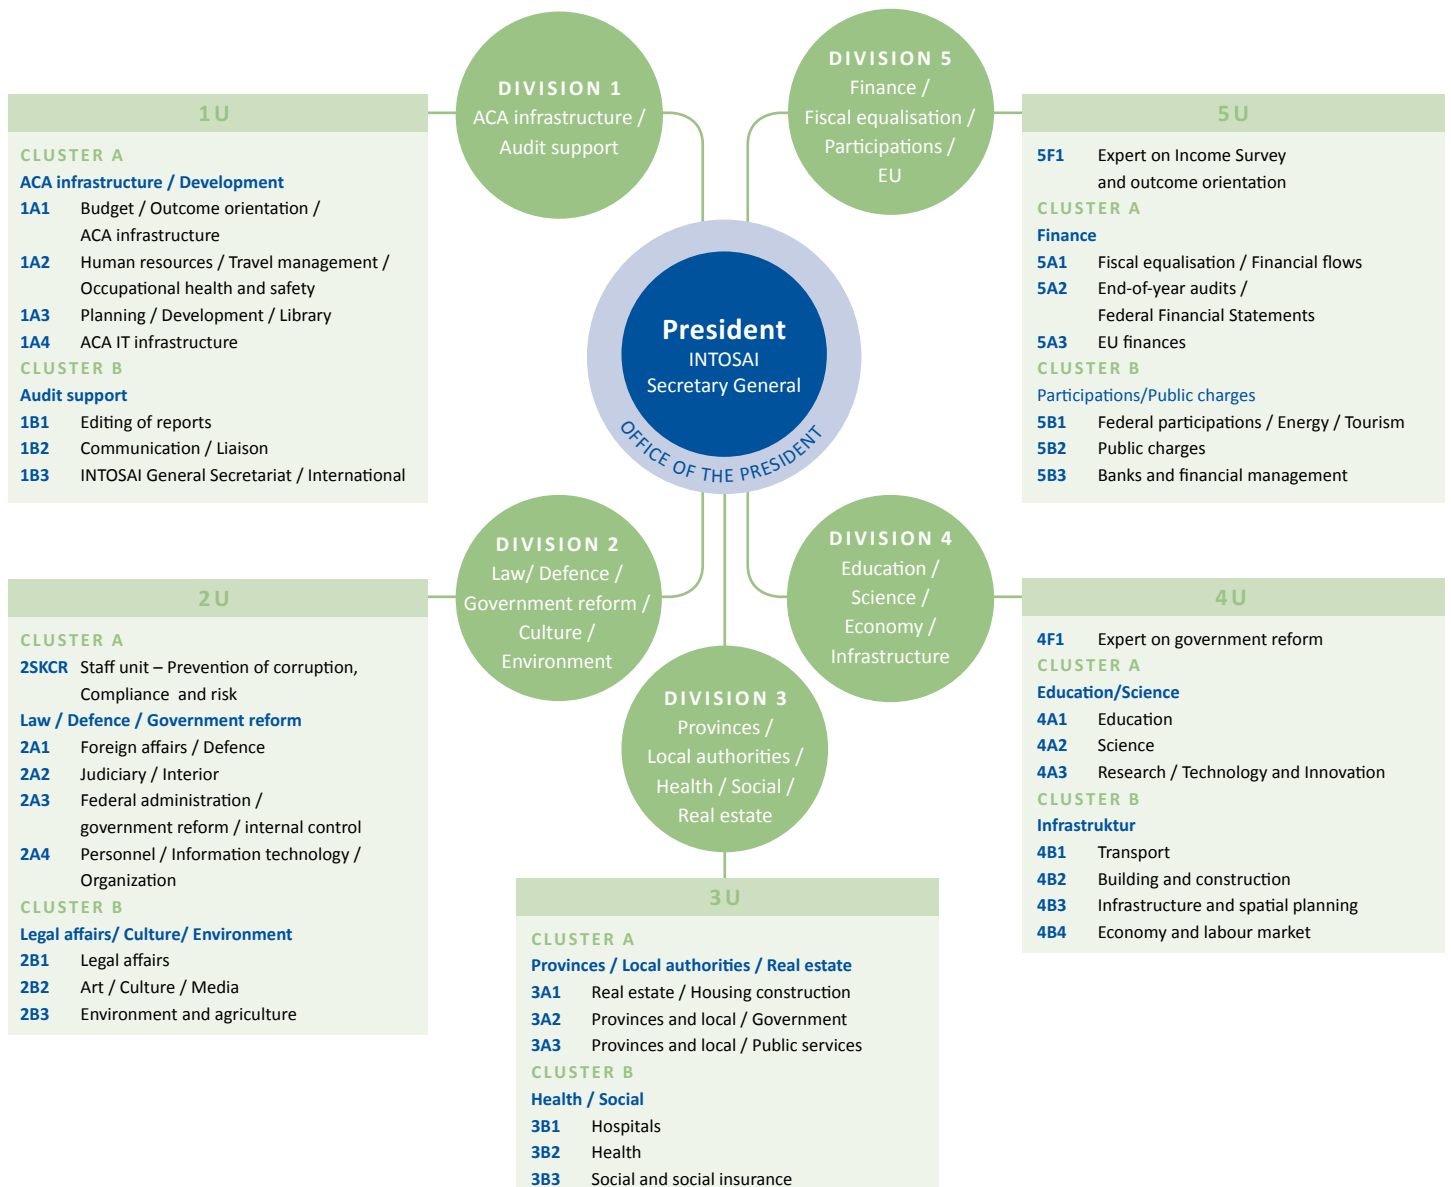 DIVISION 1
ACA infrastructure /
Audit support
DIVISION 5
Finance /
Fiscal equalisation /
Participations /
EU
1U
CLUSTER A
ACA infrastructure / Development
1A1 Budget / Outcome orientation /
ACA infrastructure
1A2 Human resources / Travel management /
Occupational health and safety
1A3 Planning / Development / Library
1A4 ACA IT infrastructure
CLUSTER B
Audit support
1B1 Editing of reports
1B2 Communication / Liaison
1B3 INTOSAI General Secretariat / International
5U
5F1 Expert on Income Survey
and outcome orientation
CLUSTER A
Finance
5A1 Fiscal equalisation / Financial flows
5A2 End-of-year audits /
Federal Financial Statements
5A3 EU finances
CLUSTER B
Participations/Public charges
5B1 Federal participations / Energy / Tourism
5B2 Public charges
5B3 Banks and financial management
President
INTOSAI
Secretary General
OFFICE OF THE PRESIDENT
DIVISION 2
Law/ Defence /
Government reform /
Culture /
Environment
DIVISION 4
Education /
Science /
Economy /
Infrastructure
DIVISION 3
Provinces /
Local authorities /
Health / Social /
Real estate
2U
CLUSTER A
2SKCR Staff unit – Prevention of corruption,
Compliance and risk
Law / Defence / Government reform
2A1 Foreign affairs / Defence
2A2 Judiciary / Interior
2A3 Federal administration /
government reform / internal control
2A4 Personnel / Information technology /
Organization
CLUSTER B
Legal affairs/ Culture/ Environment
2B1 Legal affairs
2B2 Art / Culture / Media
2B3 Environment and agriculture
4U
4F1 Expert on government reform
CLUSTER A
Education/Science
4A1 Education
4A2 Science
4A3 Research / Technology and Innovation
CLUSTER B
Infrastruktur
4B1 Transport
4B2 Building and construction
4B3 Infrastructure and spatial planning
4B4 Economy and labour market
3U
CLUSTER A
Provinces / Local authorities / Real estate
3A1 Real estate / Housing construction
3A2 Provinces and local / Government
3A3 Provinces and local / Public services
CLUSTER B
Health / Social
3B1 Hospitals
3B2 Health
3B3 Social and social insurance